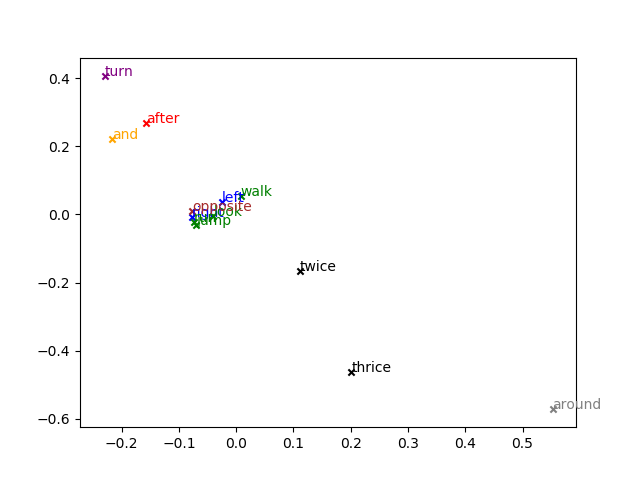 0.4
0.2
0.0
−0.2
−0.4
−0.6
turn
after
and
left
walk
opposite
right
look
jump
twice
thrice
around
−0.2
−0.1
0.0
0.1
0.2
0.3
0.4
0.5